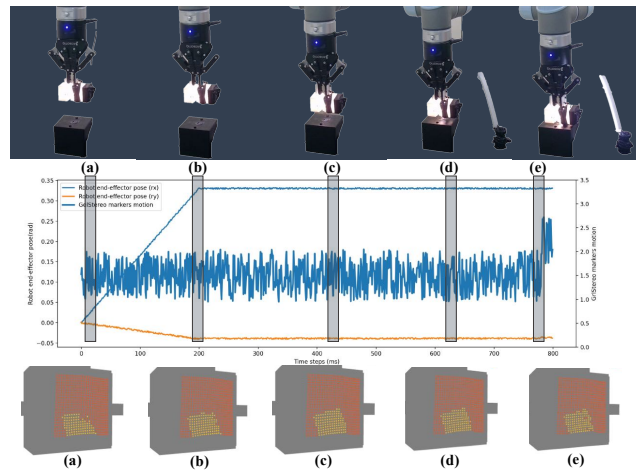 (a) (b) (c) (d) (e)
0.35
0.30
0.25
0.20
0.15
0.10
0.05
0.00
−0.05
Robot end-effector pose(rad)
Robot end-effector pose (rx)
Robot end-effector pose (ry)
GelStereo markers motion
3.5
3.0
2.5
2.0
1.5
1.0
0.5
0.0
GelStereo markers motion
0 100 200 300 400 500 600 700 800
Time steps (ms)
(a) (b) (c) (d) (e)